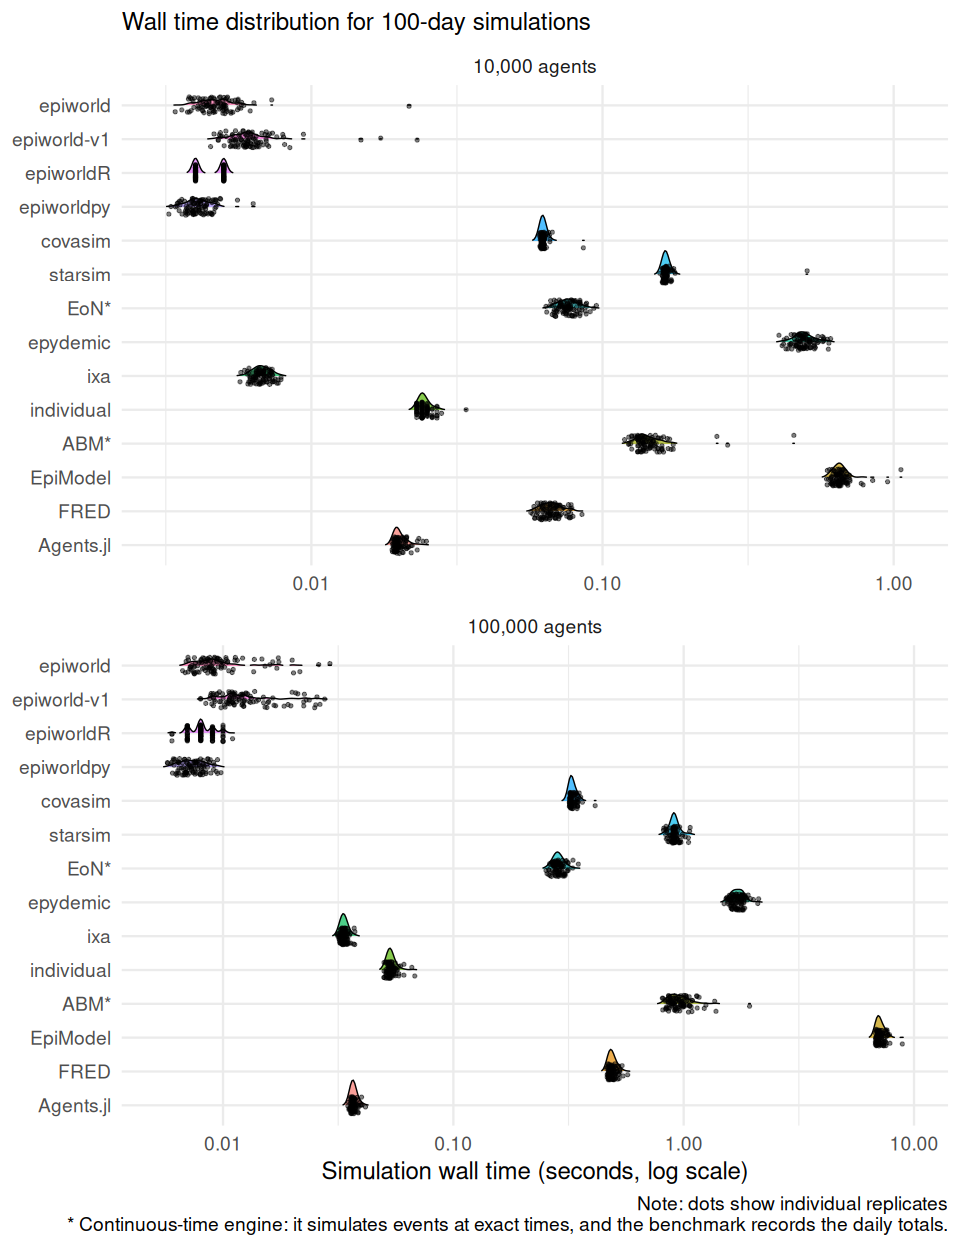 Wall time distribution for 100-day simulations
10,000 agents
epiworld
epiworld-v1
epiworldR
epiworldpy
covasim
starsim
EoN*
epydemic
ixa
individual
ABM*
EpiModel
FRED
Agents.jl
0.01 0.10 1.00
100,000 agents
epiworld
epiworld-v1
epiworldR
epiworldpy
covasim
starsim
EoN*
epydemic
ixa
individual
ABM*
EpiModel
FRED
Agents.jl
0.01 0.10 1.00 10.00
Simulation wall time (seconds, log scale)
Note: dots show individual replicates
* Continuous-time engine: it simulates events at exact times, and the benchmark records the daily totals.